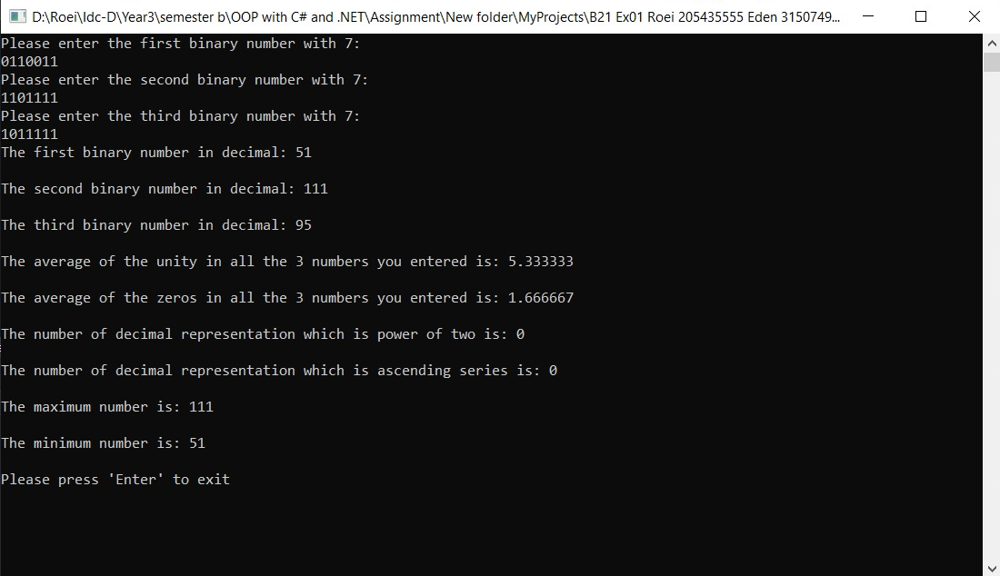 D:\Roei\Idc-D\Year3\semester b\OOP with C# and .NET\Assignment\New folder\MyProjects\B21 Ex01 Roei 205435555 Eden 3150749...
Please enter the first binary number with 7:
0110011
Please enter the second binary number with 7:
1101111
Please enter the third binary number with 7:
1011111
The first binary number in decimal: 51
The second binary number in decimal: 111
The third binary number in decimal: 95
The average of the unity in all the 3 numbers you entered is: 5.333333
The average of the zeros in all the 3 numbers you entered is: 1.666667
The number of decimal representation which is power of two is: 0
The number of decimal representation which is ascending series is: 0
The maximum number is: 111
The minimum number is: 51
Please press 'Enter' to exit